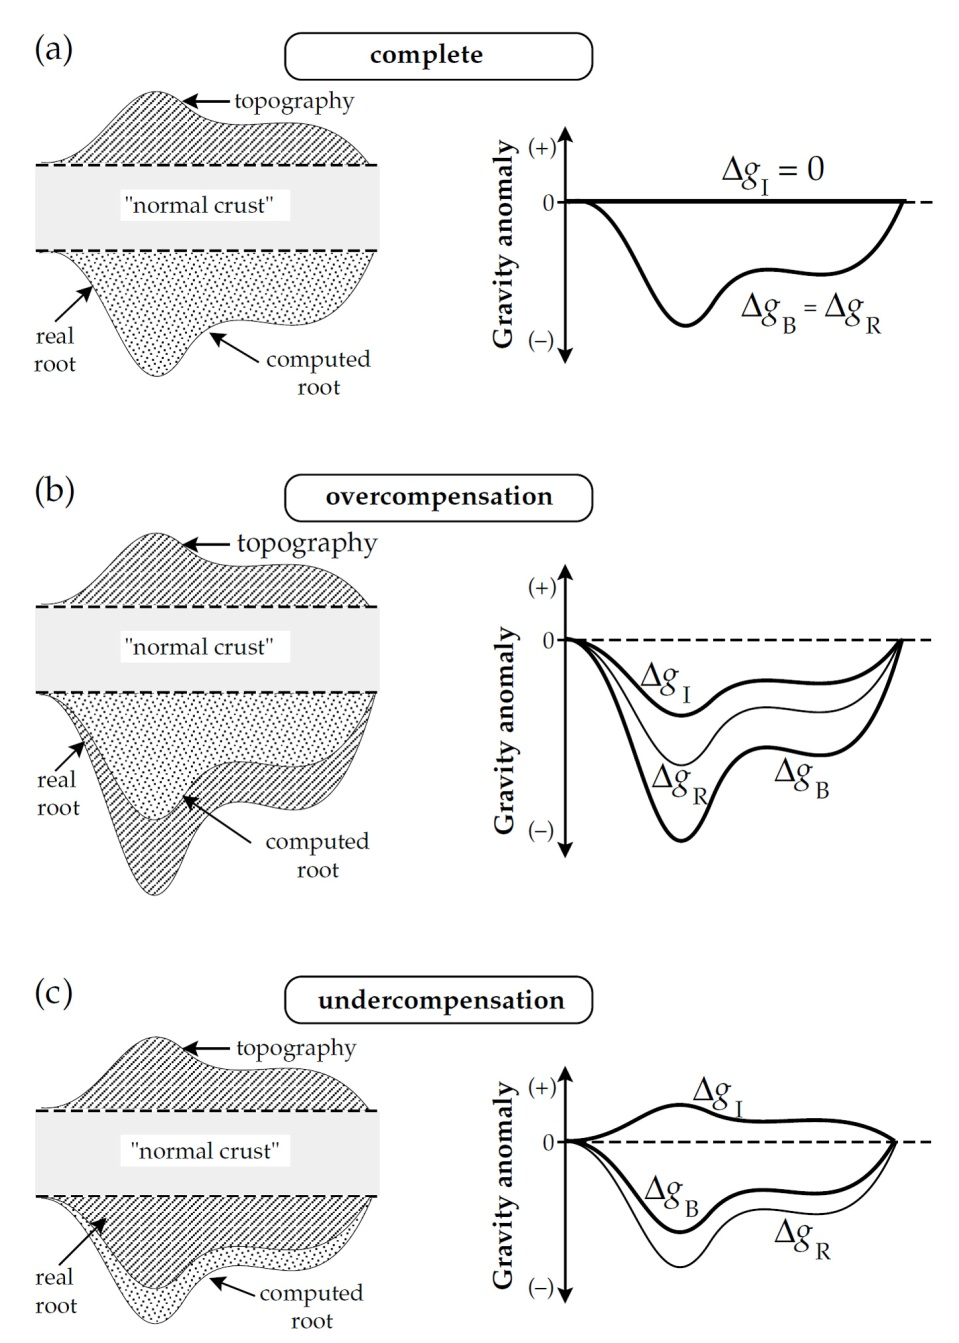 (a)
complete
topography
"normal crust"
real
root
computed
root
Gravity anomaly
(+)
0
(–)
Δg_I = 0
Δg_B = Δg_R
(b)
overcompensation
topography
"normal crust"
real
root
computed
root
Gravity anomaly
(+)
0
(–)
Δg_I
Δg_R
Δg_B
(c)
undercompensation
topography
"normal crust"
real
root
computed
root
Gravity anomaly
(+)
0
(–)
Δg_I
Δg_B
Δg_R